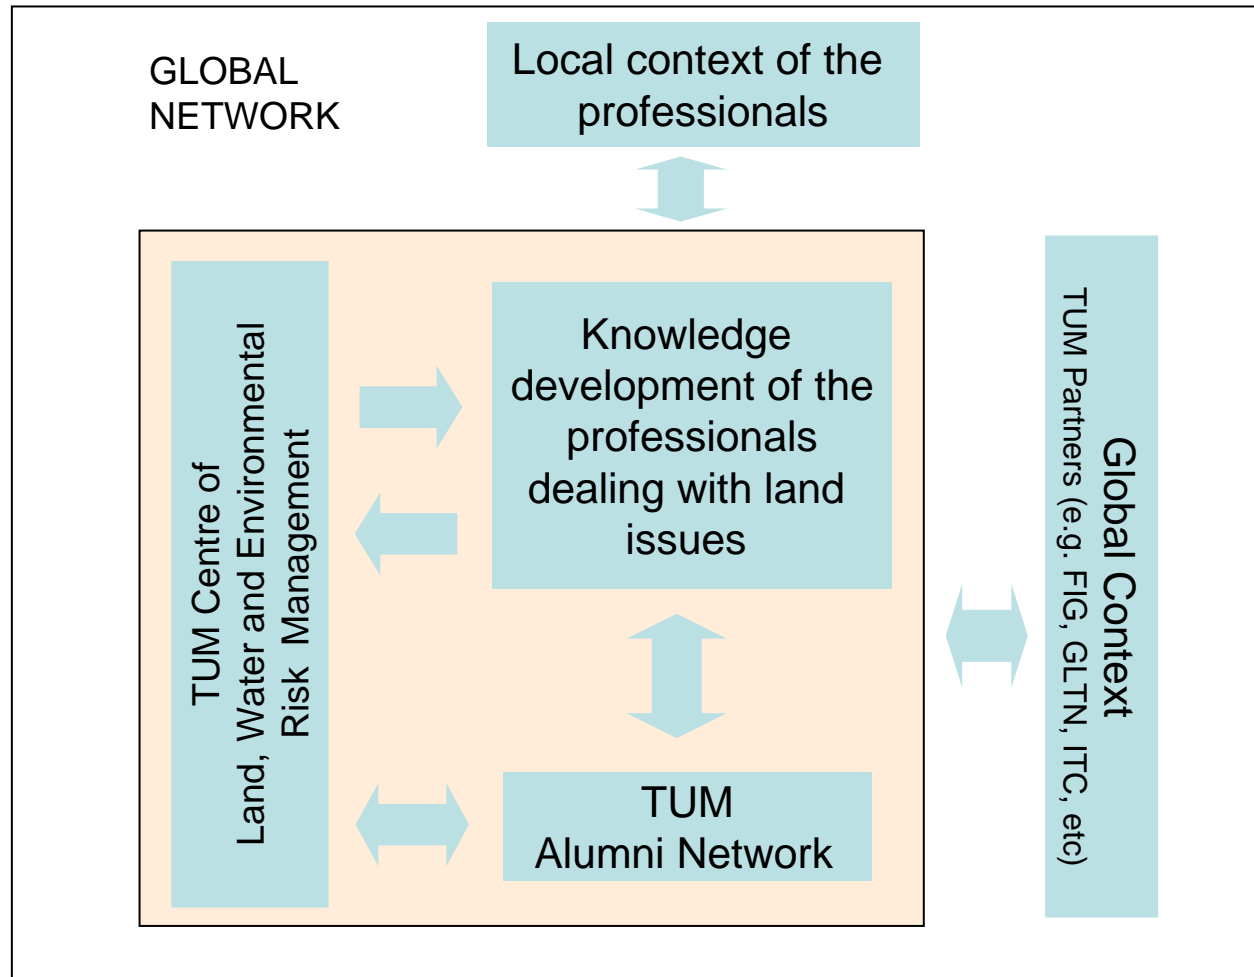 GLOBAL
NETWORK
Local context of the
professionals
TUM Centre of
Land, Water and Environmental
Risk Management
Knowledge
development of the
professionals
dealing with land
issues
TUM
Alumni Network
Global Context
TUM Partners (e.g. FIG, GLTN, ITC, etc)